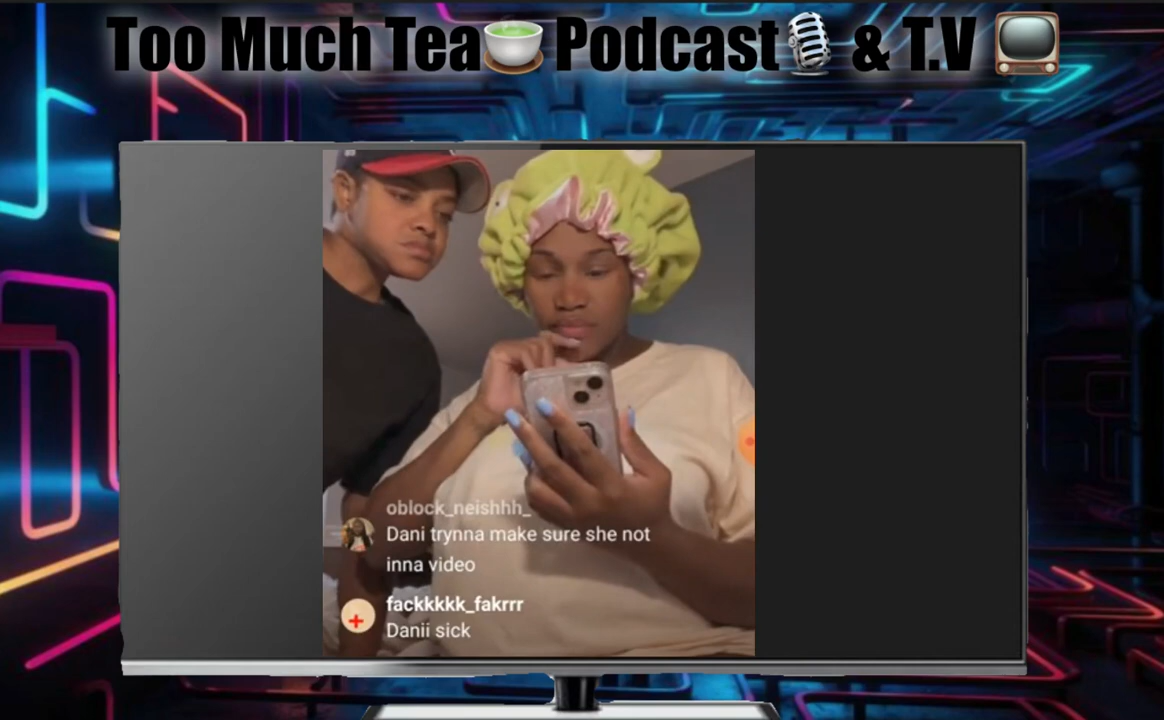 Too Much Tea🍵 Podcast🎙️ & T.V 📺
oblock_neishhh_
Dani trynna make sure she not
inna video
fackkkkk_fakrrr
Danii sick